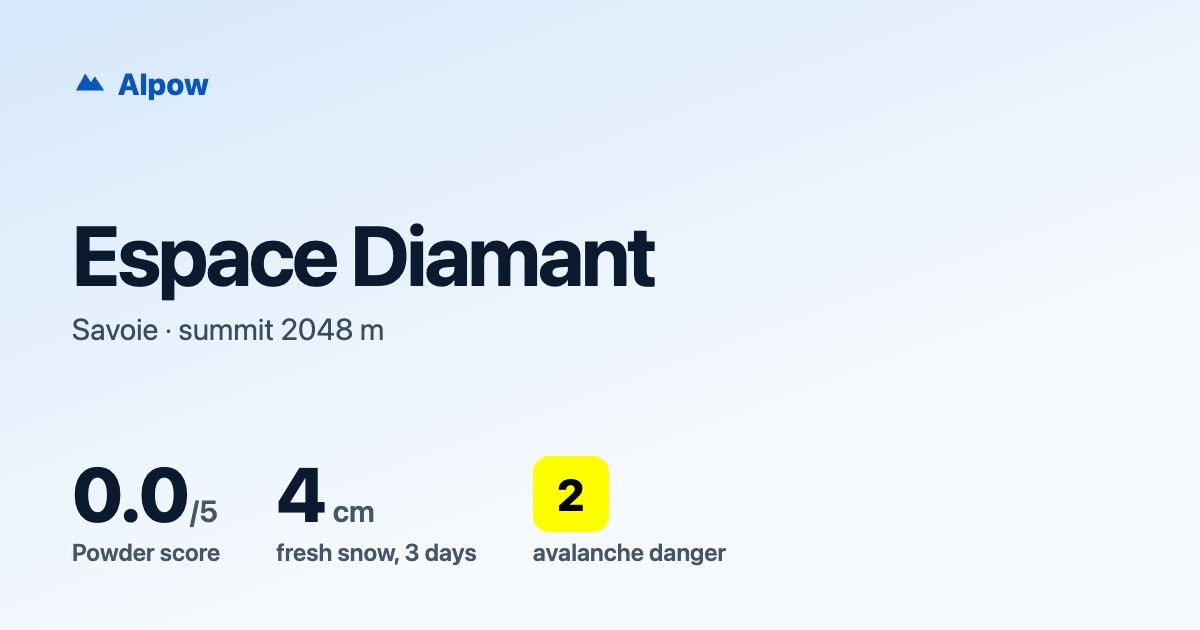 Alpow
Espace Diamant
Savoie · summit 2048 m
0.0/5 4 cm 2
Powder score fresh snow, 3 days avalanche danger